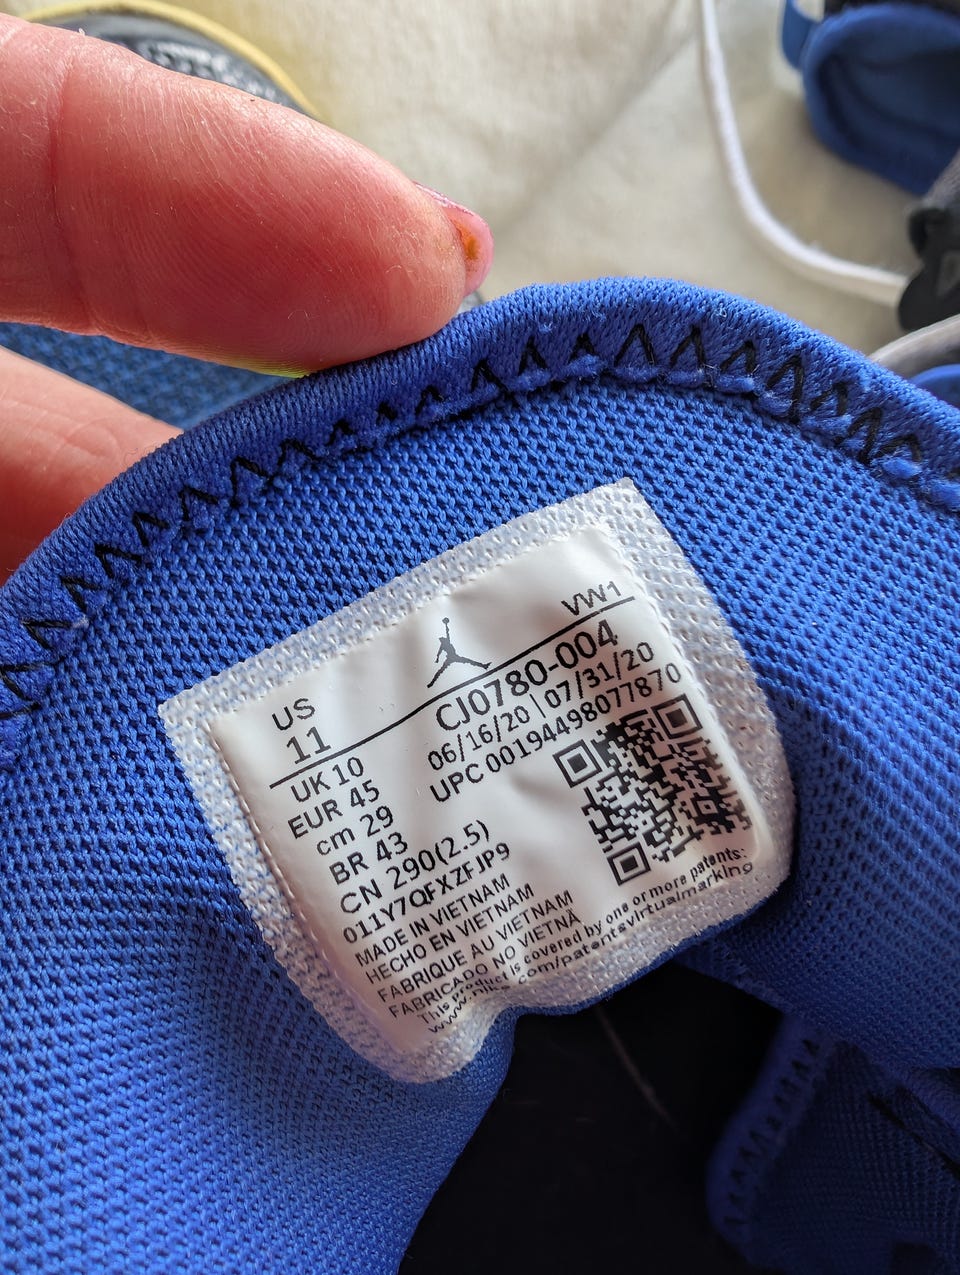 US
11
VW1
UK 10
EUR 45
cm 29
BR 43
CN 290(2.5)
CJ0780-004
06/16/20 | 07/31/20
UPC 00194498077870
011Y7QFXZFJP9
MADE IN VIETNAM
HECHO EN VIETNAM
FABRIQUE AU VIETNAM
FABRICADO NO VIETNÃ
This product is covered by one or more patents:
www.nike.com/patentsvirtualmarking